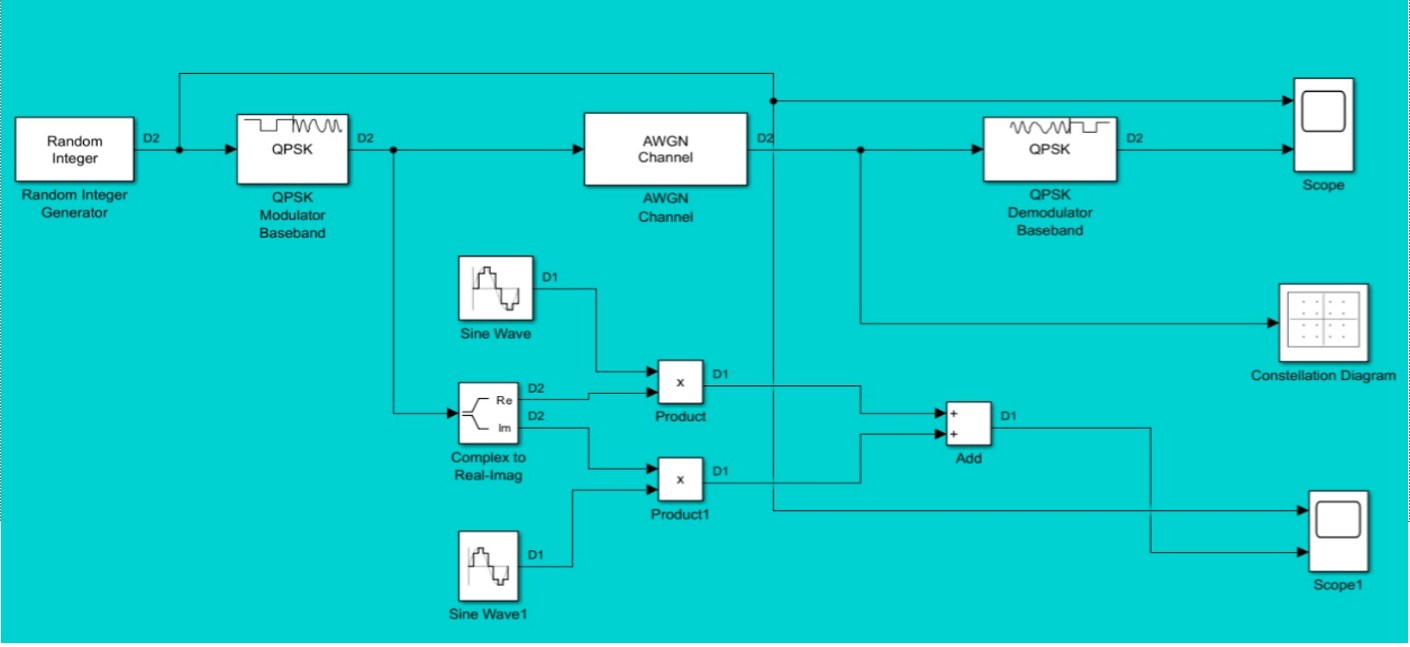 Random
Integer
D2
Random Integer
Generator
QPSK
D2
QPSK
Modulator
Baseband
AWGN
Channel
D2
AWGN
Channel
QPSK
D2
QPSK
Demodulator
Baseband
Scope
D1
Sine Wave
Constellation Diagram
Re
Im
D2
D2
Complex to
Real-Imag
x
D1
Product
x
D1
Product1
+
+
D1
Add
D1
Sine Wave1
Scope1